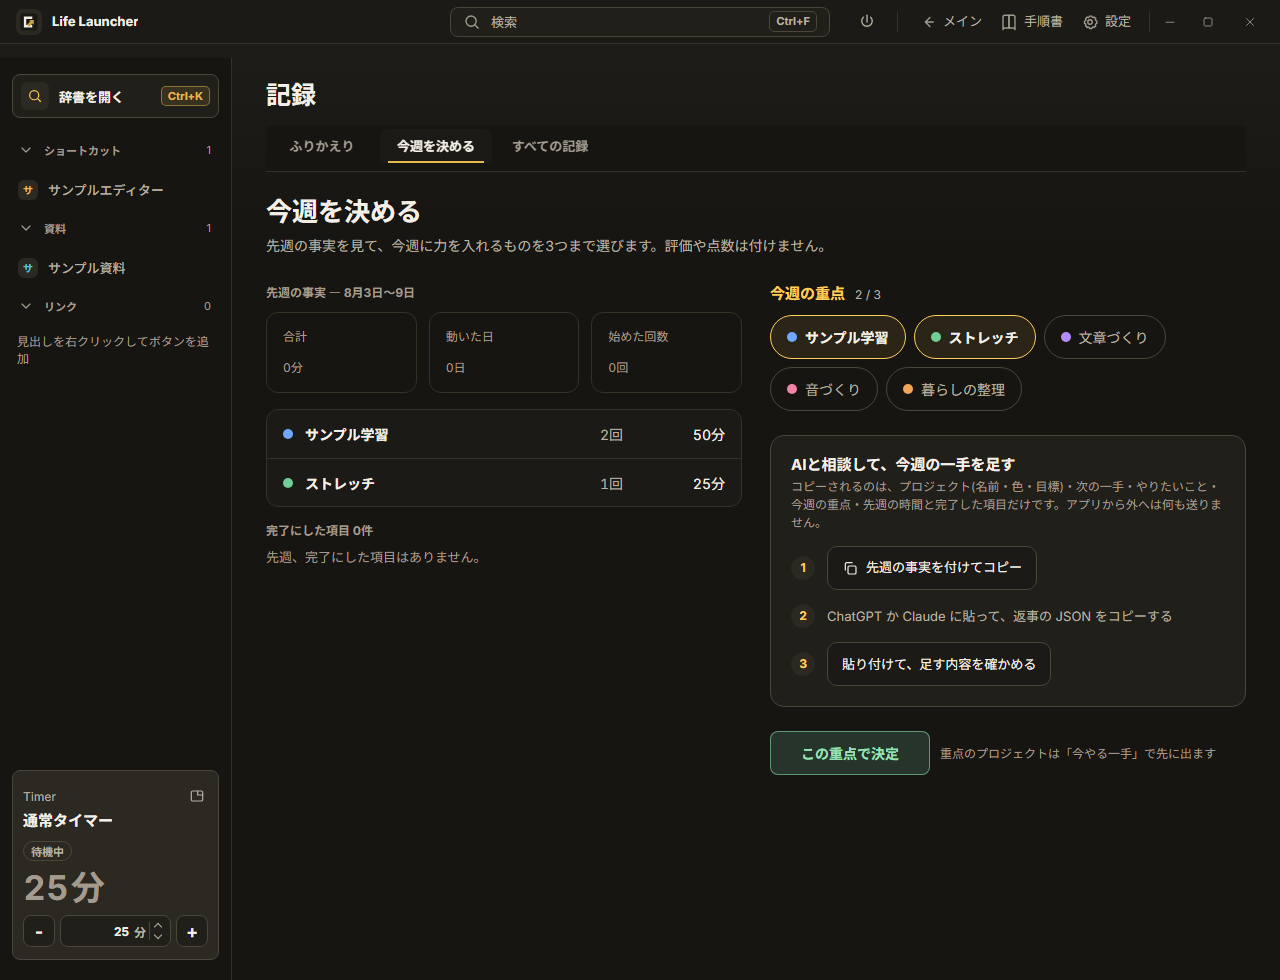 Life Launcher
検索
Ctrl+F
メイン
手順書
設定
辞書を開く
Ctrl+K
ショートカット 1
サ サンプルエディター
資料 1
サ サンプル資料
リンク 0
見出しを右クリックしてボタンを追
加
Timer
通常タイマー
待機中
25分
- 25 分 +
記録
ふりかえり
今週を決める
すべての記録
今週を決める
先週の事実を見て、今週に力を入れるものを3つまで選びます。評価や点数は付けません。
先週の事実 — 8月3日〜9日
合計
0分
動いた日
0日
始めた回数
0回
サンプル学習 2回 50分
ストレッチ 1回 25分
完了にした項目 0件
先週、完了にした項目はありません。
今週の重点 2 / 3
サンプル学習
ストレッチ
文章づくり
音づくり
暮らしの整理
AIと相談して、今週の一手を足す
コピーされるのは、プロジェクト(名前・色・目標)・次の一手・やりたいこと・
今週の重点・先週の時間と完了した項目だけです。アプリから外へは何も送りま
せん。
1 先週の事実を付けてコピー
2 ChatGPT か Claude に貼って、返事の JSON をコピーする
3 貼り付けて、足す内容を確かめる
この重点で決定
重点のプロジェクトは「今やる一手」で先に出ます